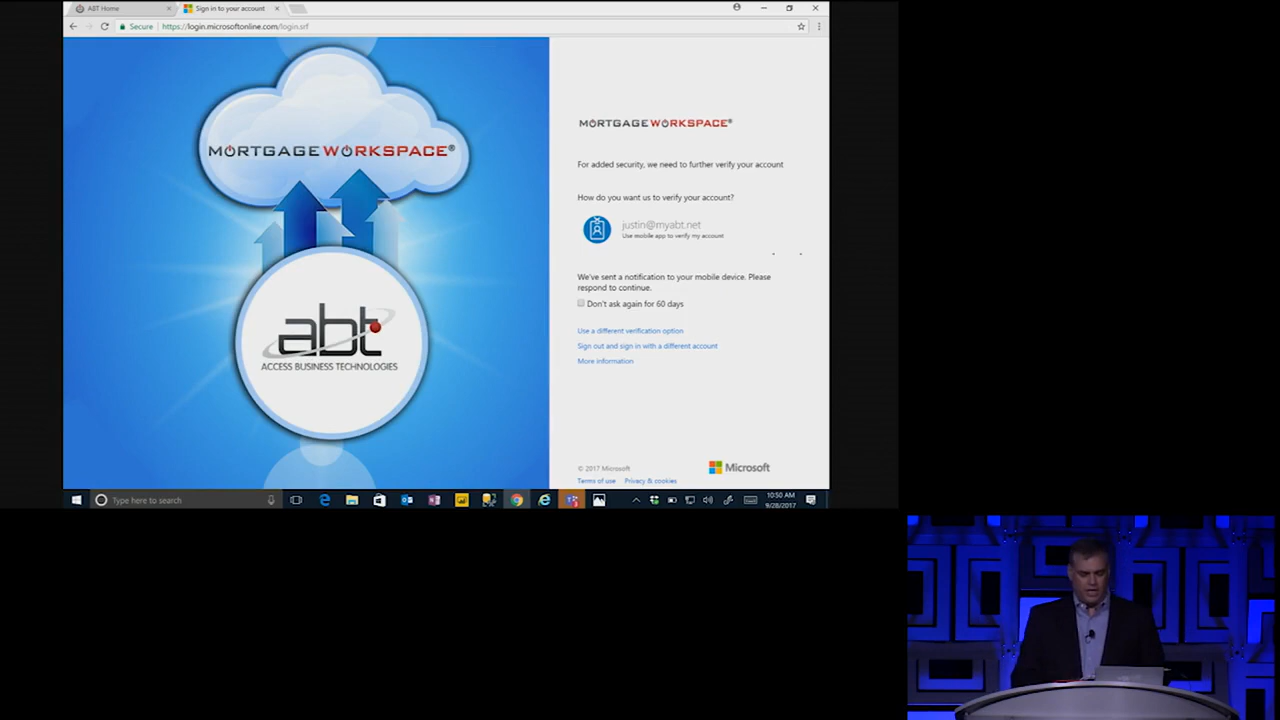 ABT Home
Sign in to your account
Secure
https://login.microsoftonline.com/login.srf
MORTGAGEWORKSPACE®
abt
ACCESS BUSINESS TECHNOLOGIES
MORTGAGEWORKSPACE®
For added security, we need to further verify your account
How do you want us to verify your account?
justin@myabt.net
Use mobile app to verify my account
We've sent a notification to your mobile device. Please
respond to continue.
Don't ask again for 60 days
Use a different verification option
Sign out and sign in with a different account
More information
© 2017 Microsoft
Microsoft
Terms of use Privacy & cookies
Type here to search
10:50 AM
9/28/2017